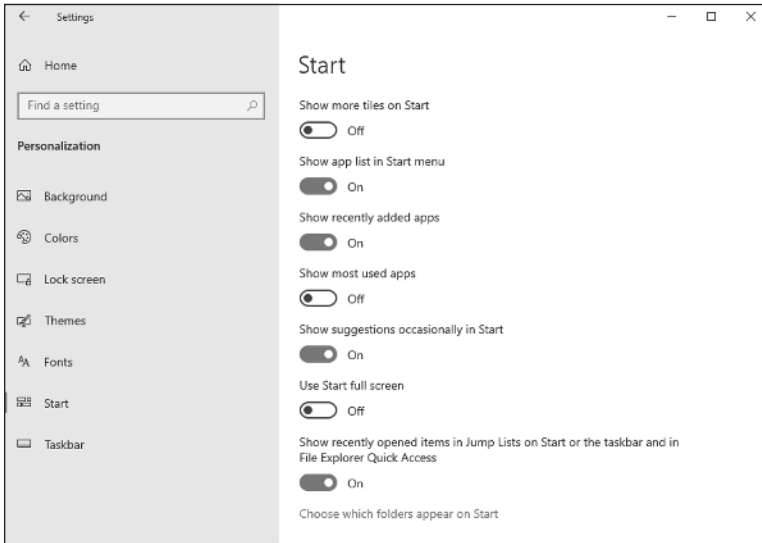 Settings
Home
Find a setting
Personalization
Background
Colors
Lock screen
Themes
Fonts
Start
Taskbar
Start
Show more tiles on Start
Off
Show app list in Start menu
On
Show recently added apps
On
Show most used apps
Off
Show suggestions occasionally in Start
On
Use Start full screen
Off
Show recently opened items in Jump Lists on Start or the taskbar and in
File Explorer Quick Access
On
Choose which folders appear on Start